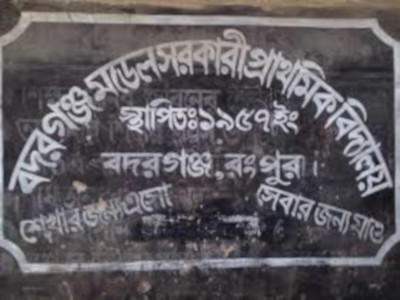 বদরগঞ্জ মডেল সরকারী প্রাথমিক বিদ্যালয়
স্থাপিতঃ ১৯৫৭ ইং
বদরগঞ্জ, রংপুর।
শেখার জন্য এসো
সেবার জন্য যাও